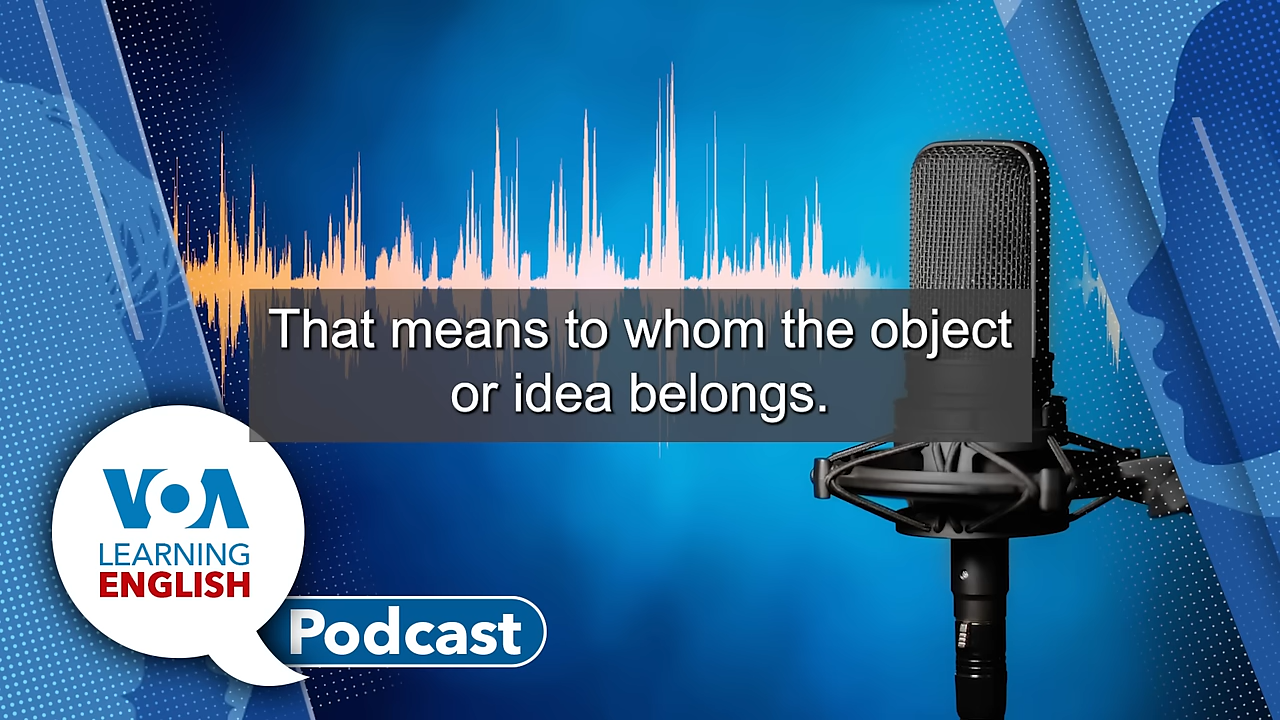 That means to whom the object
or idea belongs.
VOA
LEARNING
ENGLISH
Podcast